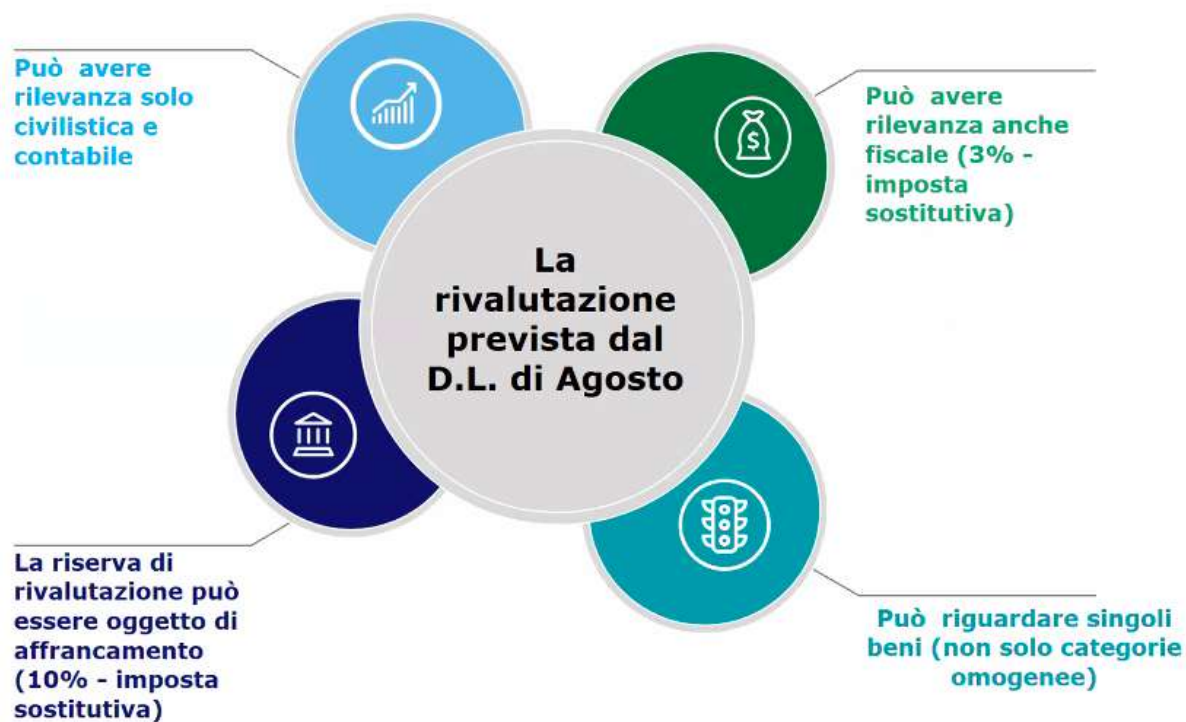 Può avere
rilevanza solo
civilistica e
contabile
Può avere
rilevanza anche
fiscale (3% -
imposta
sostitutiva)
$
La
rivalutazione
prevista dal
D.L. di Agosto
La riserva di
rivalutazione può
essere oggetto di
affrancamento
(10% - imposta
sostitutiva)
Può riguardare singoli
beni (non solo categorie
omogenee)